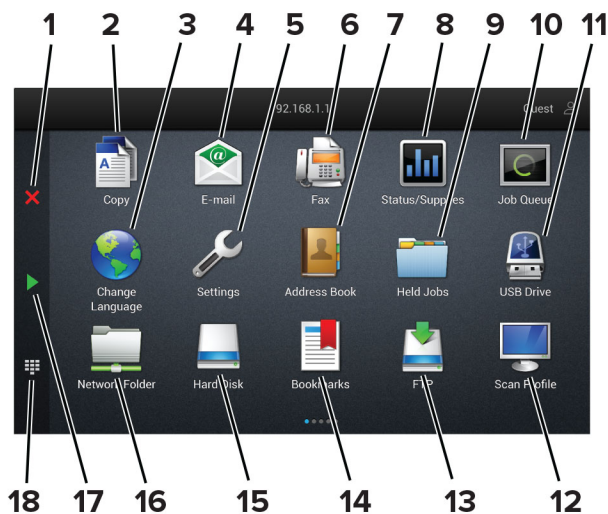 1 2 3 4 5 6 7 8 9 10 11
92.168.1.1
Guest
Copy E-mail Fax Status/Supplies Job Queue
Change Language Settings Address Book Held Jobs USB Drive
Network Folder Hard Disk Bookmarks FTP Scan Profile
18 17 16 15 14 13 12